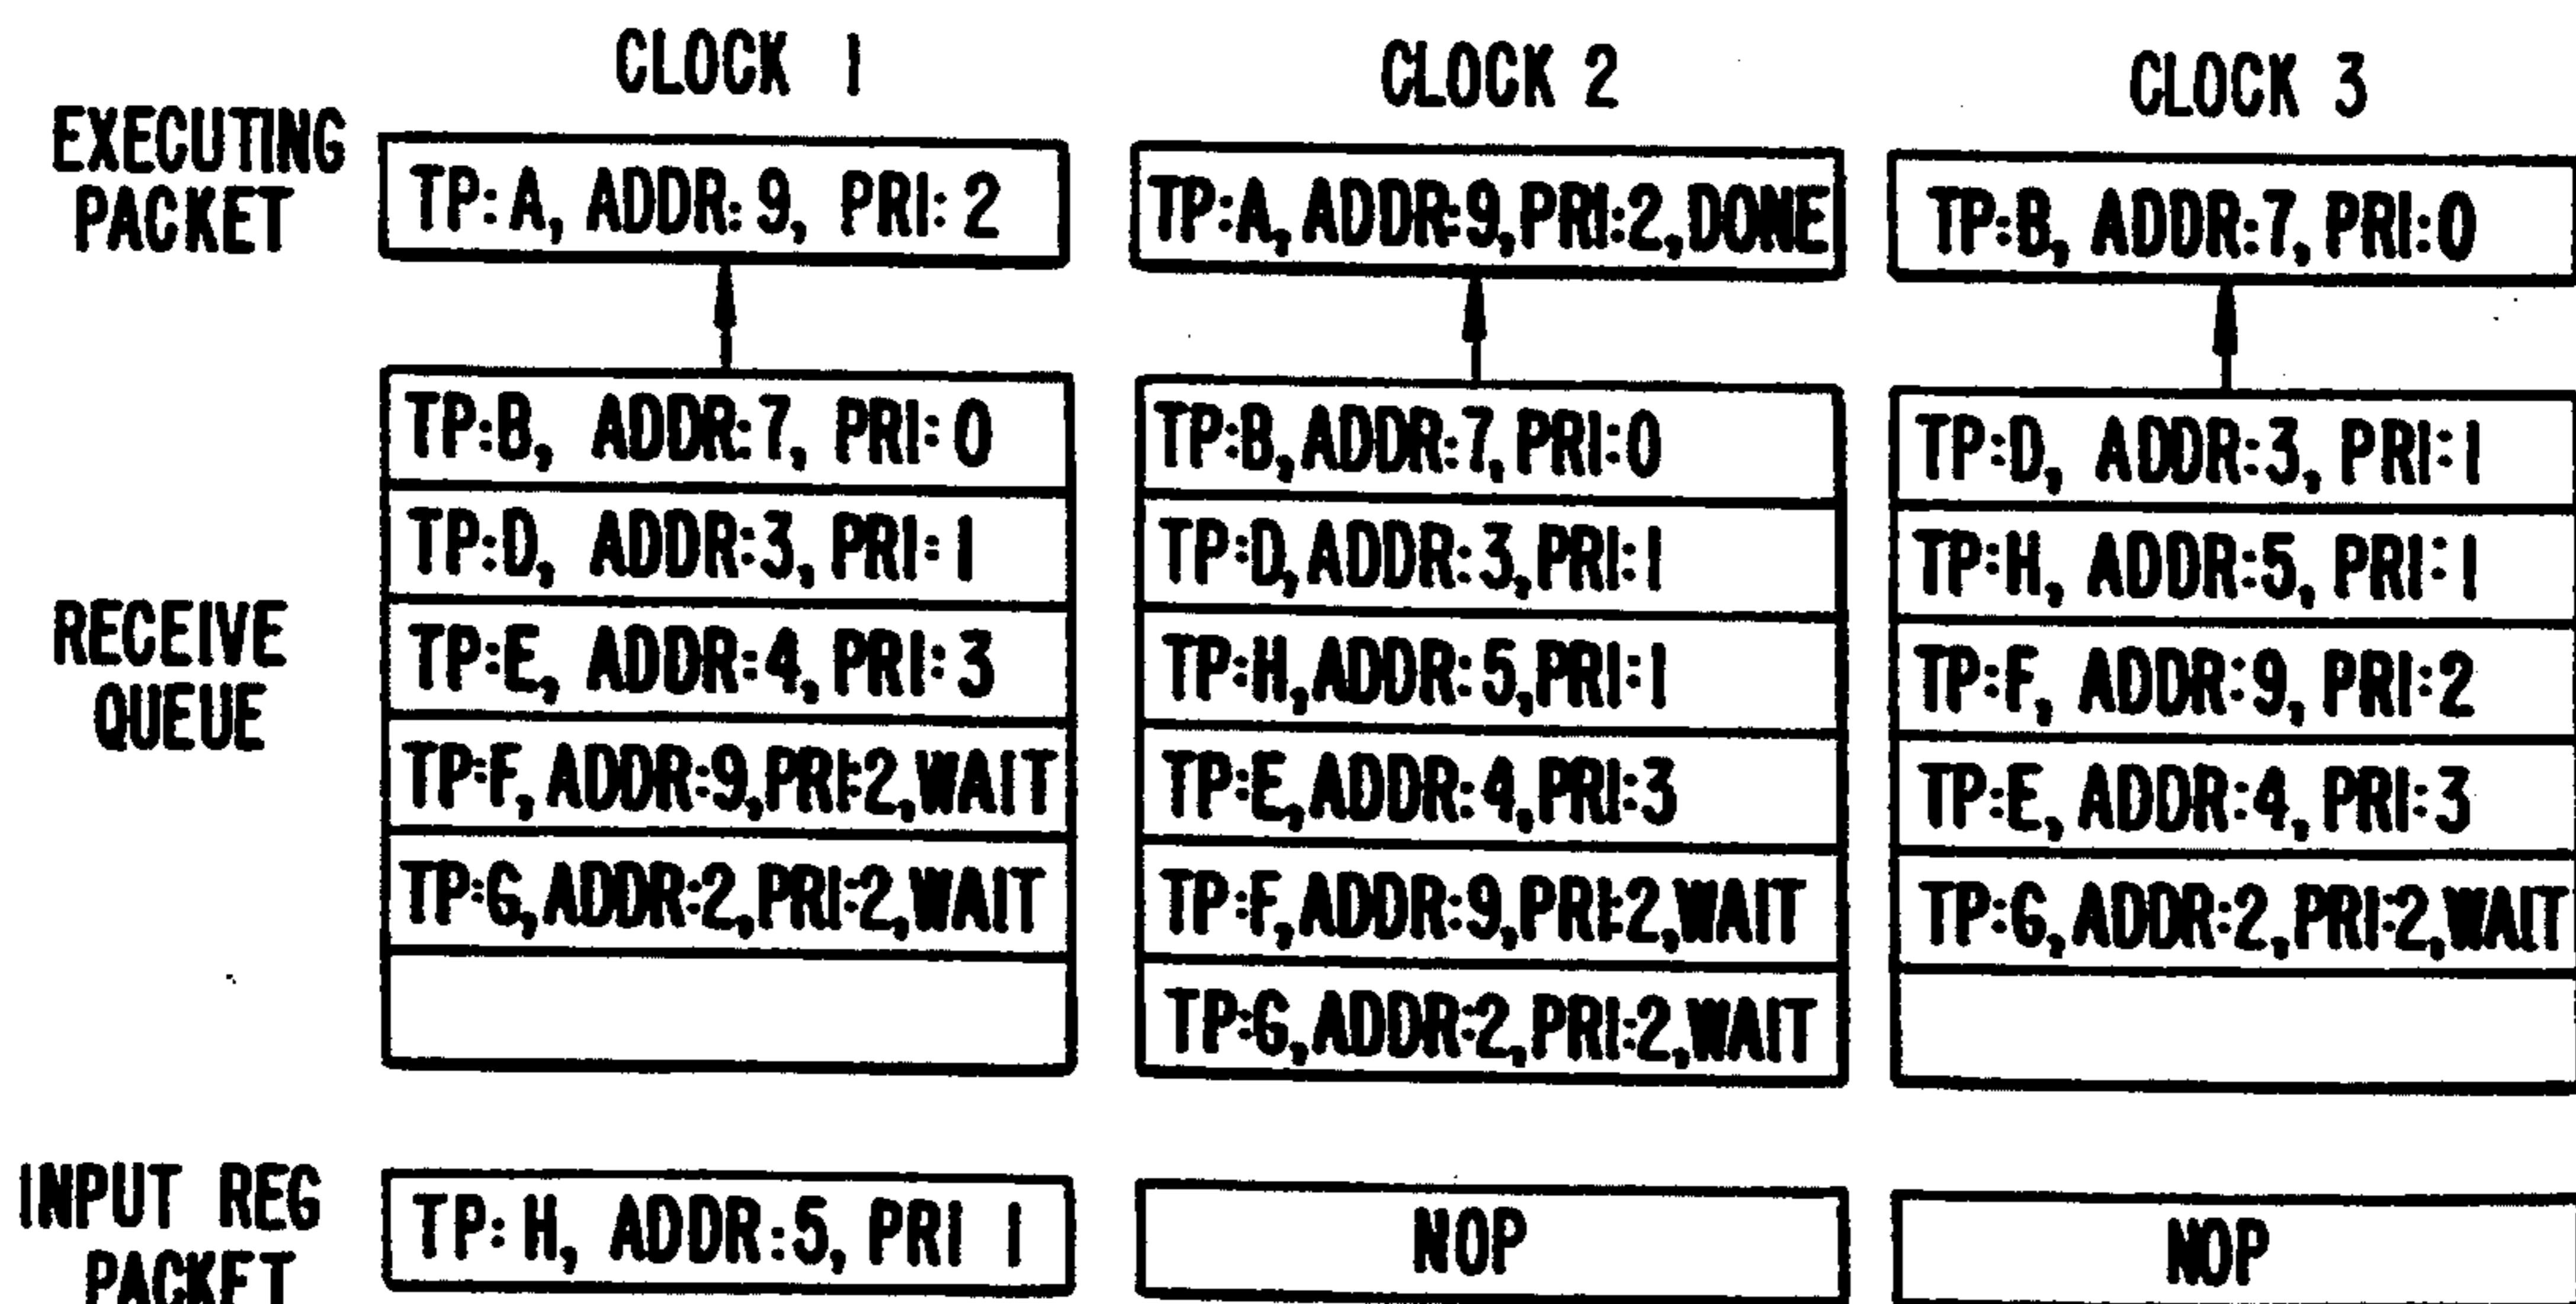 CLOCK 1
CLOCK 2
CLOCK 3
EXECUTING
PACKET
TP:A, ADDR:9, PRI:2
TP:A, ADDR:9,PRI:2,DONE
TP:B, ADDR:7, PRI:0
RECEIVE
QUEUE
TP:B, ADDR:7, PRI:0
TP:D, ADDR:3, PRI:1
TP:E, ADDR:4, PRI:3
TP:F, ADDR:9,PRI:2,WAIT
TP:G,ADDR:2,PRI:2,WAIT
TP:B,ADDR:7,PRI:0
TP:D,ADDR:3,PRI:1
TP:H,ADDR:5,PRI:1
TP:E,ADDR:4,PRI:3
TP:F,ADDR:9,PRI:2,WAIT
TP:G,ADDR:2,PRI:2,WAIT
TP:D, ADDR:3, PRI:1
TP:H, ADDR:5, PRI:1
TP:F, ADDR:9, PRI:2
TP:E, ADDR:4, PRI:3
TP:G,ADDR:2,PRI:2,WAIT
INPUT REG
PACKET
TP:H, ADDR:5, PRI 1
NOP
NOP